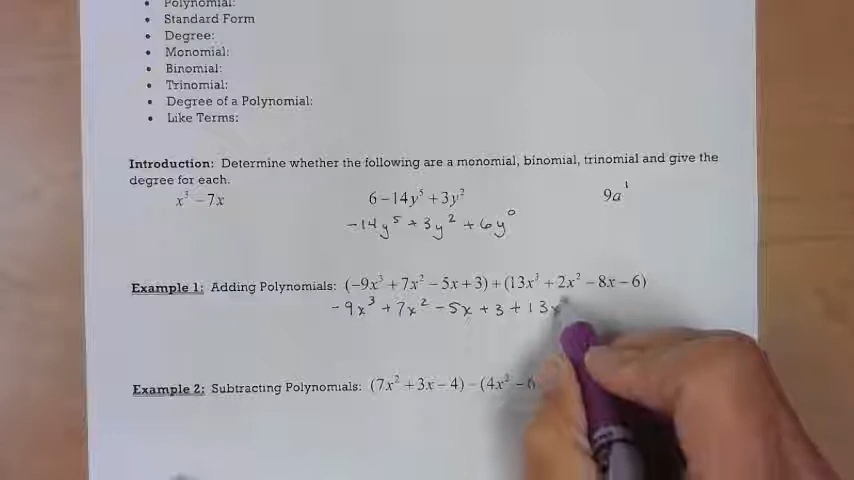 • Polynomial:
• Standard Form
• Degree:
• Monomial:
• Binomial:
• Trinomial:
• Degree of a Polynomial:
• Like Terms:
Introduction: Determine whether the following are a monomial, binomial, trinomial and give the
degree for each.
x³ − 7x 6 − 14y⁵ + 3y² 9a¹
−14y⁵ + 3y² + 6y⁰
Example 1: Adding Polynomials: (−9x³ + 7x² − 5x + 3) + (13x³ + 2x² − 8x − 6)
−9x³ + 7x² − 5x + 3 + 13x
Example 2: Subtracting Polynomials: (7x² + 3x − 4) − (4x² −